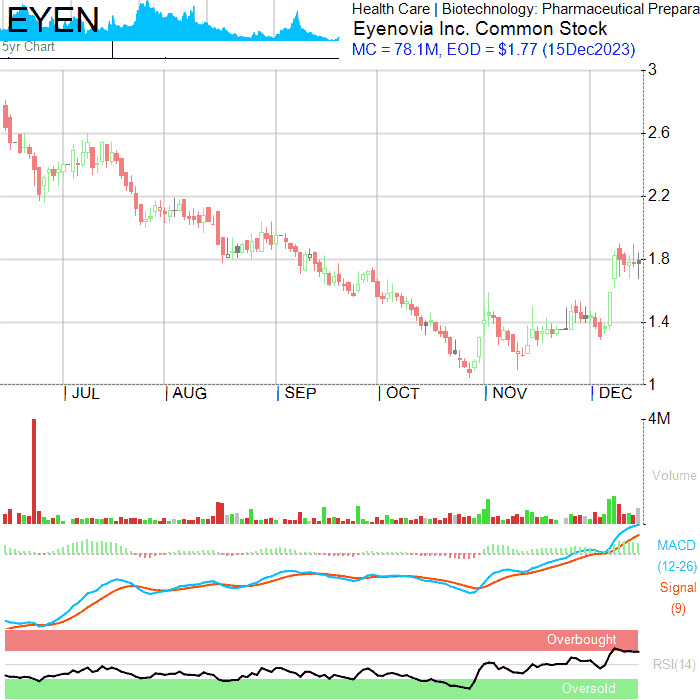 EYEN
5yr Chart
Health Care | Biotechnology: Pharmaceutical Prepara
Eyenovia Inc. Common Stock
MC = 78.1M, EOD = $1.77 (15Dec2023)
3
2.6
2.2
1.8
1.4
1
| JUL | AUG | SEP | OCT | NOV | DEC
4M
Volume
MACD
(12-26)
Signal
(9)
Overbought
RSI(14)
Oversold